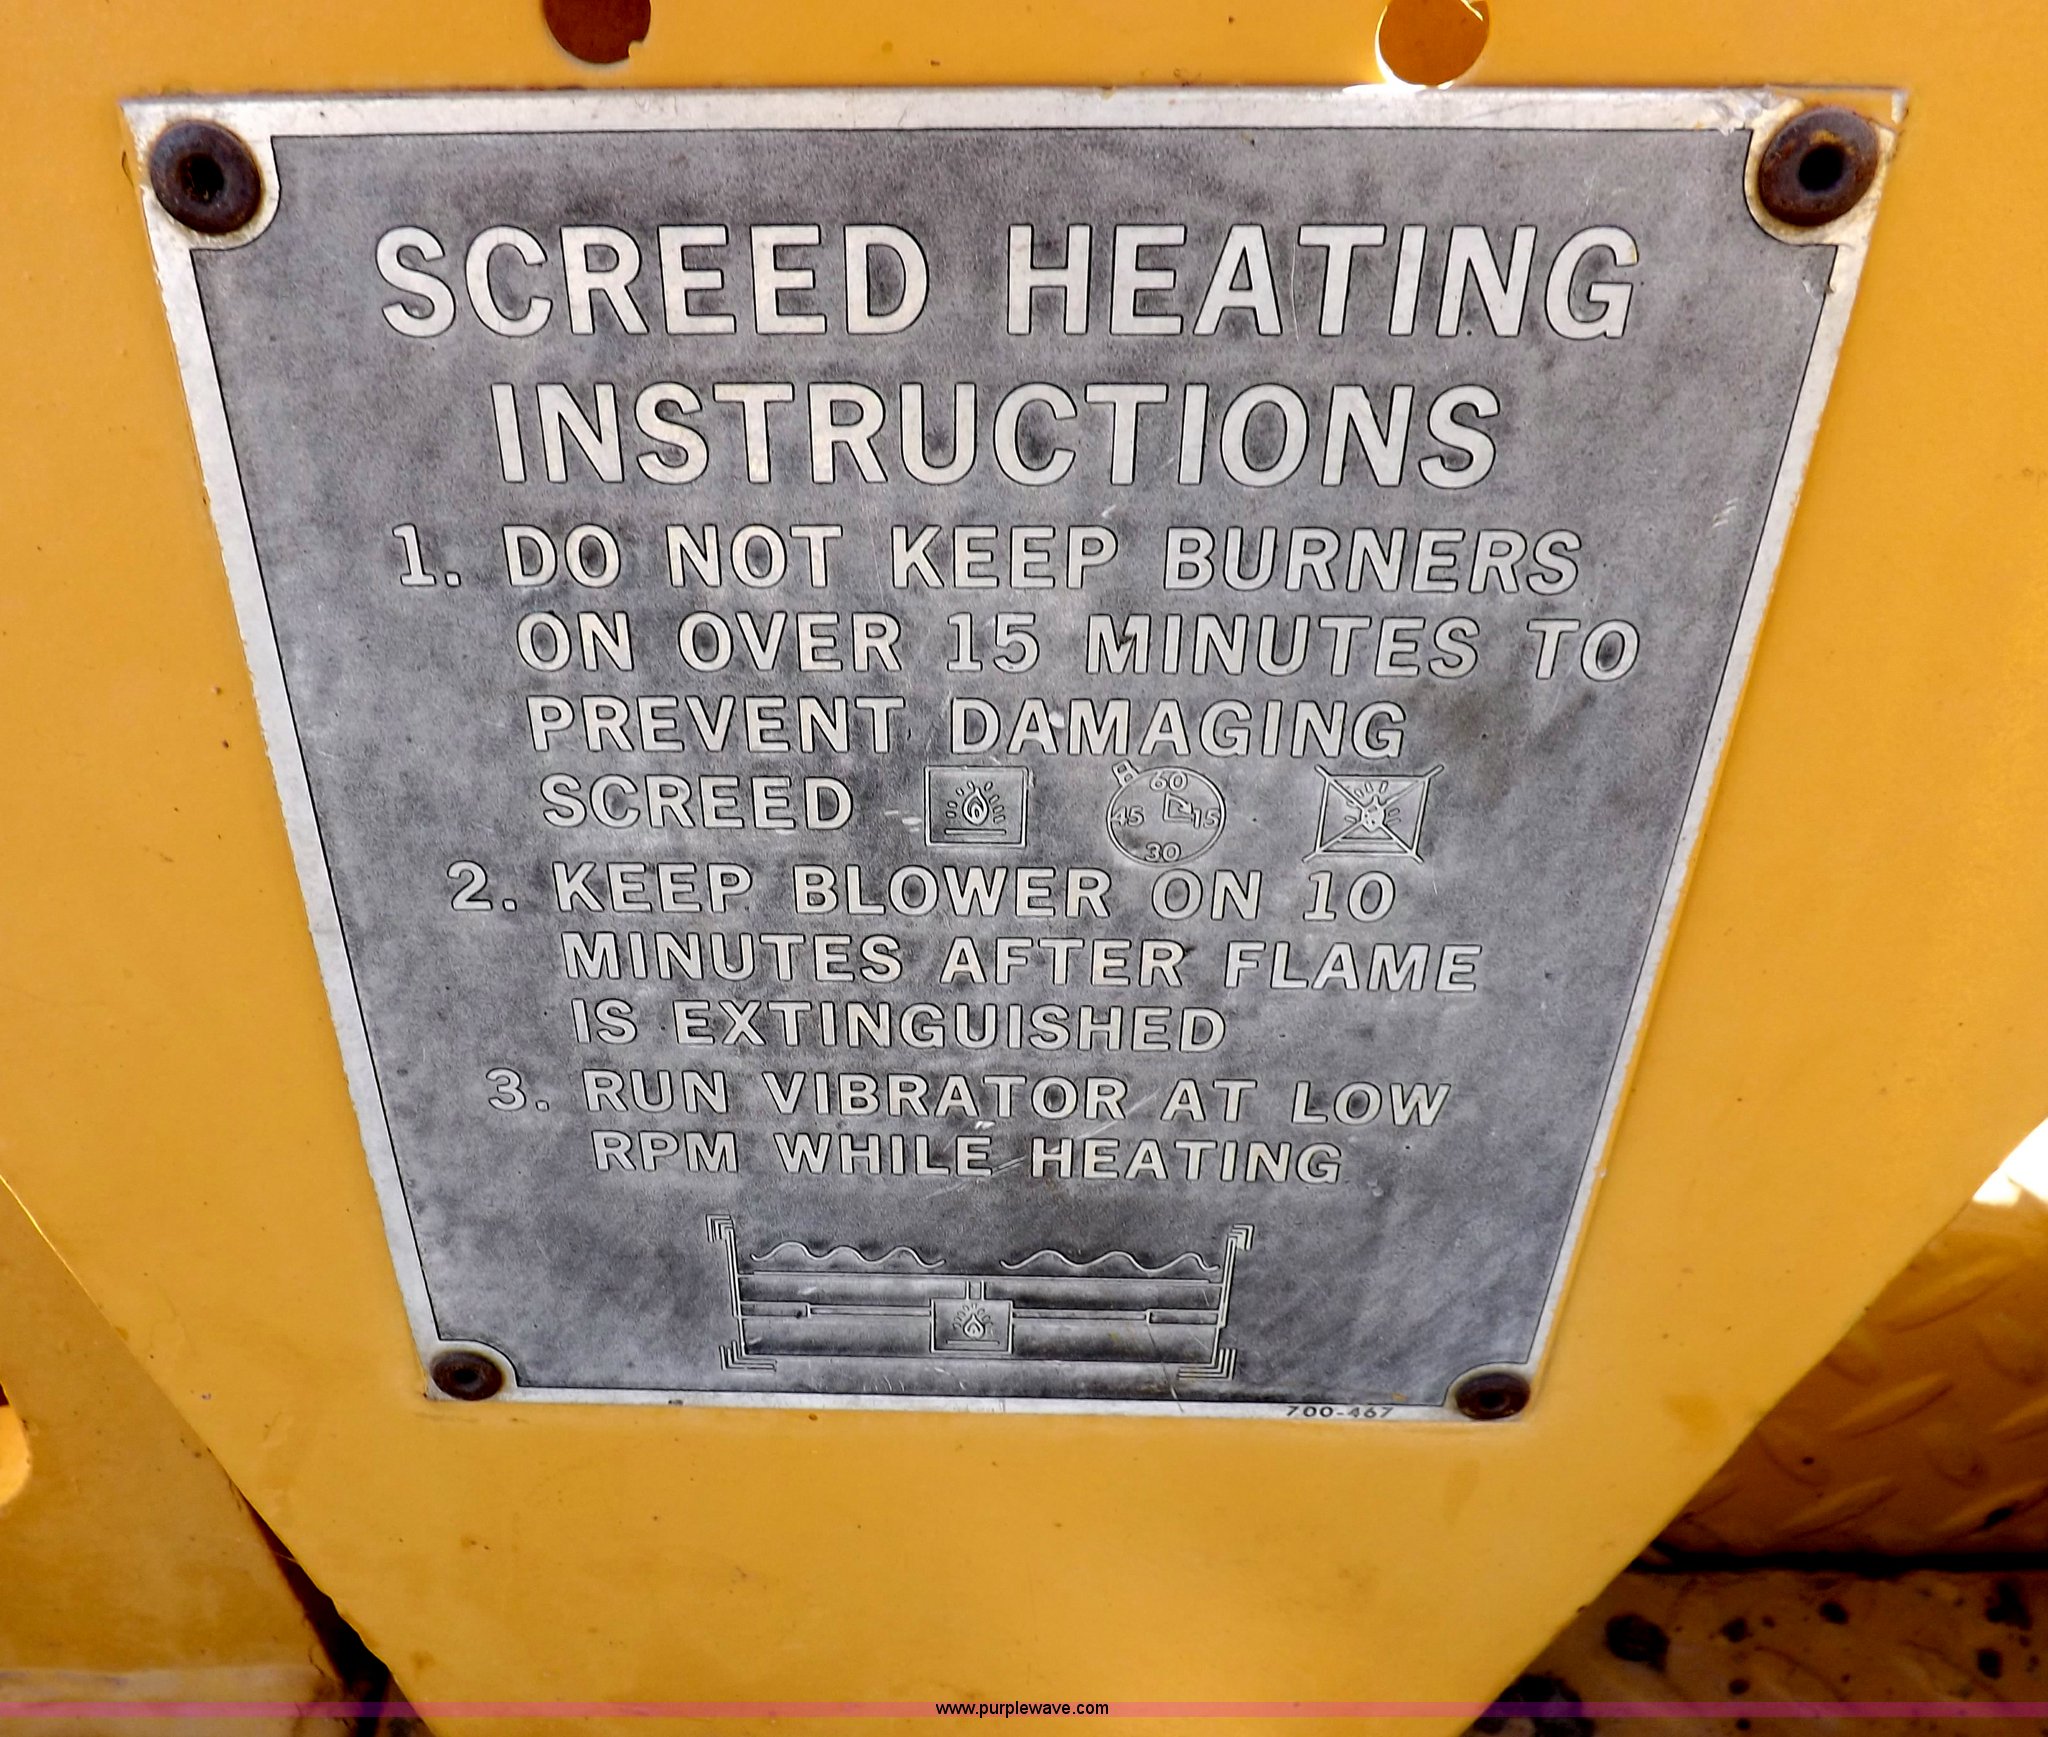 SCREED HEATING
INSTRUCTIONS
1. DO NOT KEEP BURNERS
ON OVER 15 MINUTES TO
PREVENT DAMAGING
SCREED
60
45 15
30
2. KEEP BLOWER ON 10
MINUTES AFTER FLAME
IS EXTINGUISHED
3. RUN VIBRATOR AT LOW
RPM WHILE HEATING
700-467
www.purplewave.com